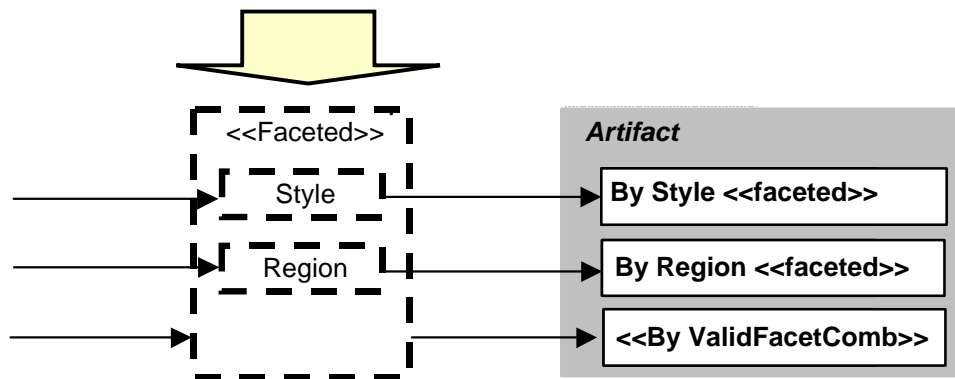 <<Faceted>>
Artifact
Style
By Style <<faceted>>
Region
By Region <<faceted>>
<<By ValidFacetComb>>